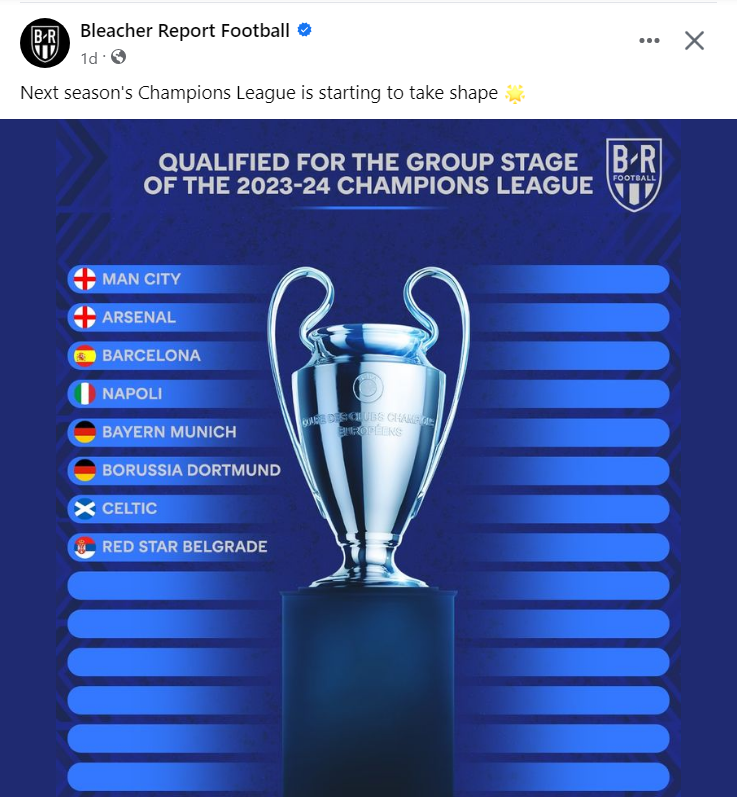 Bleacher Report Football
1d ·
Next season's Champions League is starting to take shape 🌟
QUALIFIED FOR THE GROUP STAGE
OF THE 2023-24 CHAMPIONS LEAGUE
B R
FOOTBALL
MAN CITY
ARSENAL
BARCELONA
NAPOLI
BAYERN MUNICH
BORUSSIA DORTMUND
CELTIC
RED STAR BELGRADE
COUPE DES CLUBS CHAMPIONS
EUROPÉENS